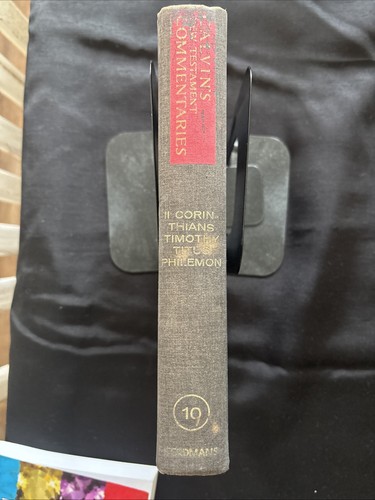 CALVIN'S
NEW TESTAMENT
COMMENTARIES
II CORIN-
THIANS
TIMOTHY
TITUS
PHILEMON
10
EERDMANS